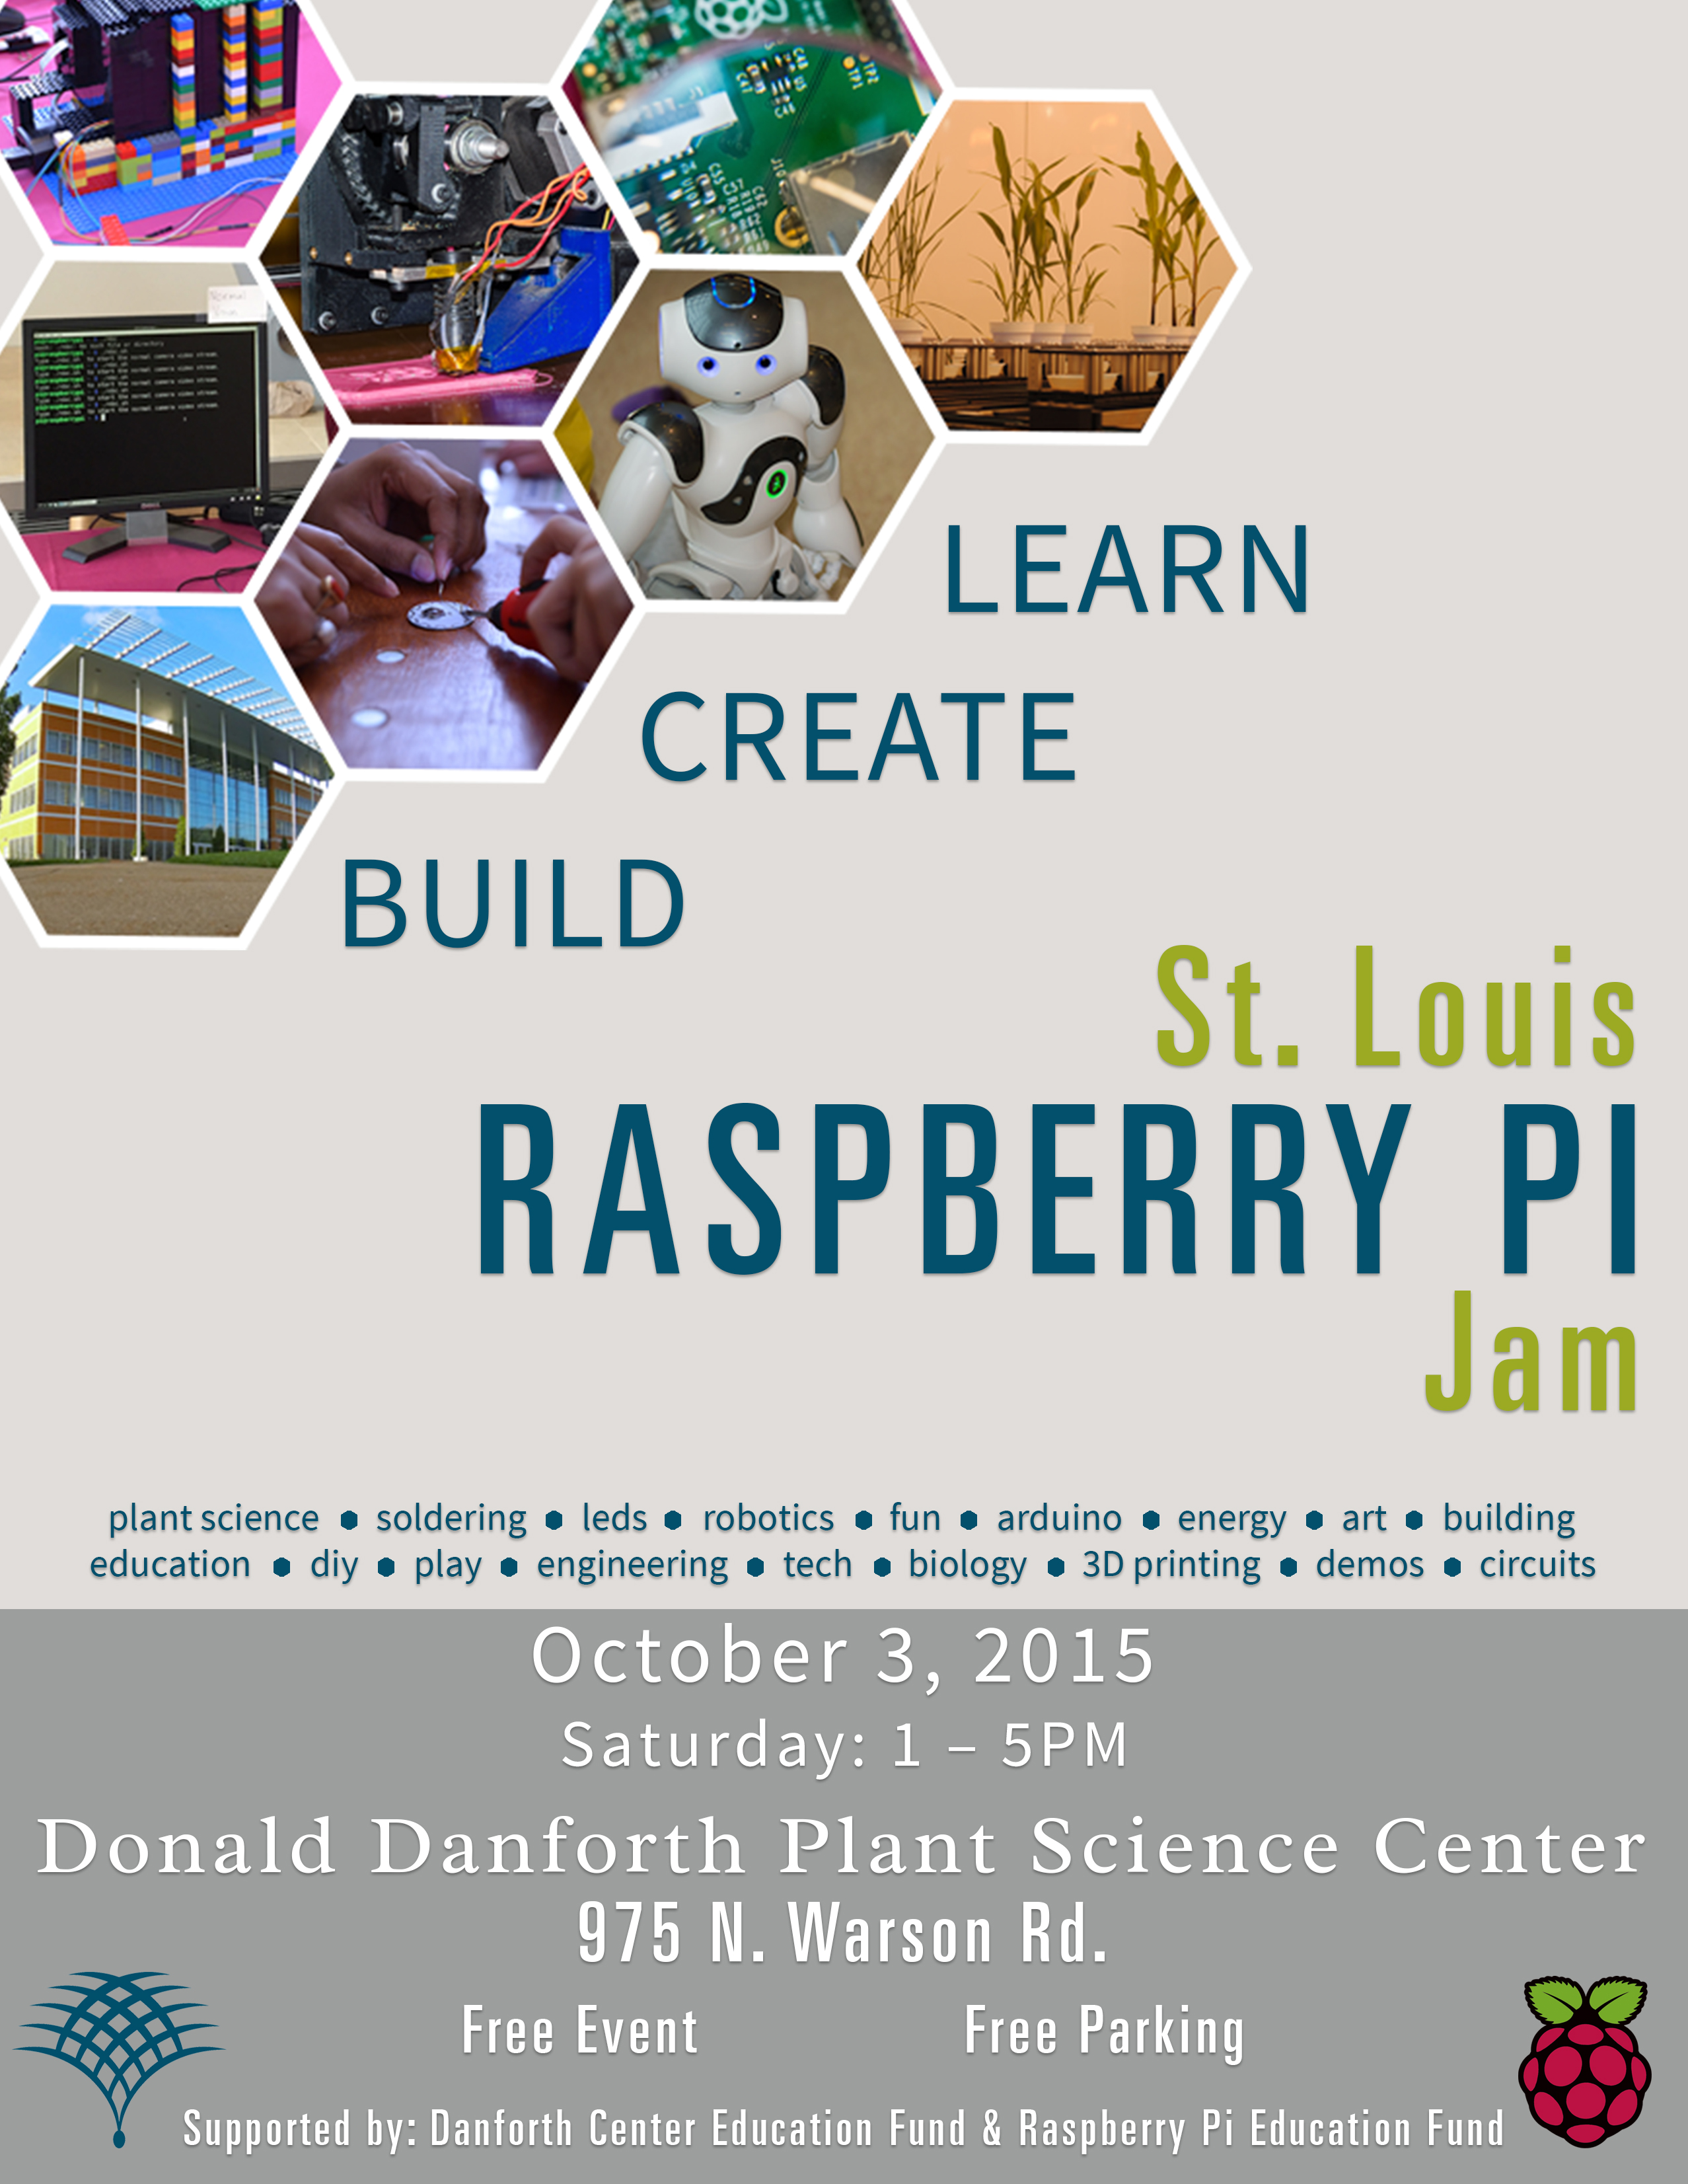 LEARN
CREATE
BUILD
St. Louis
RASPBERRY PI
Jam
plant science • soldering • leds • robotics • fun • arduino • energy • art • building
education • diy • play • engineering • tech • biology • 3D printing • demos • circuits
October 3, 2015
Saturday: 1 – 5PM
Donald Danforth Plant Science Center
975 N. Warson Rd.
Free Event
Free Parking
Supported by: Danforth Center Education Fund & Raspberry Pi Education Fund